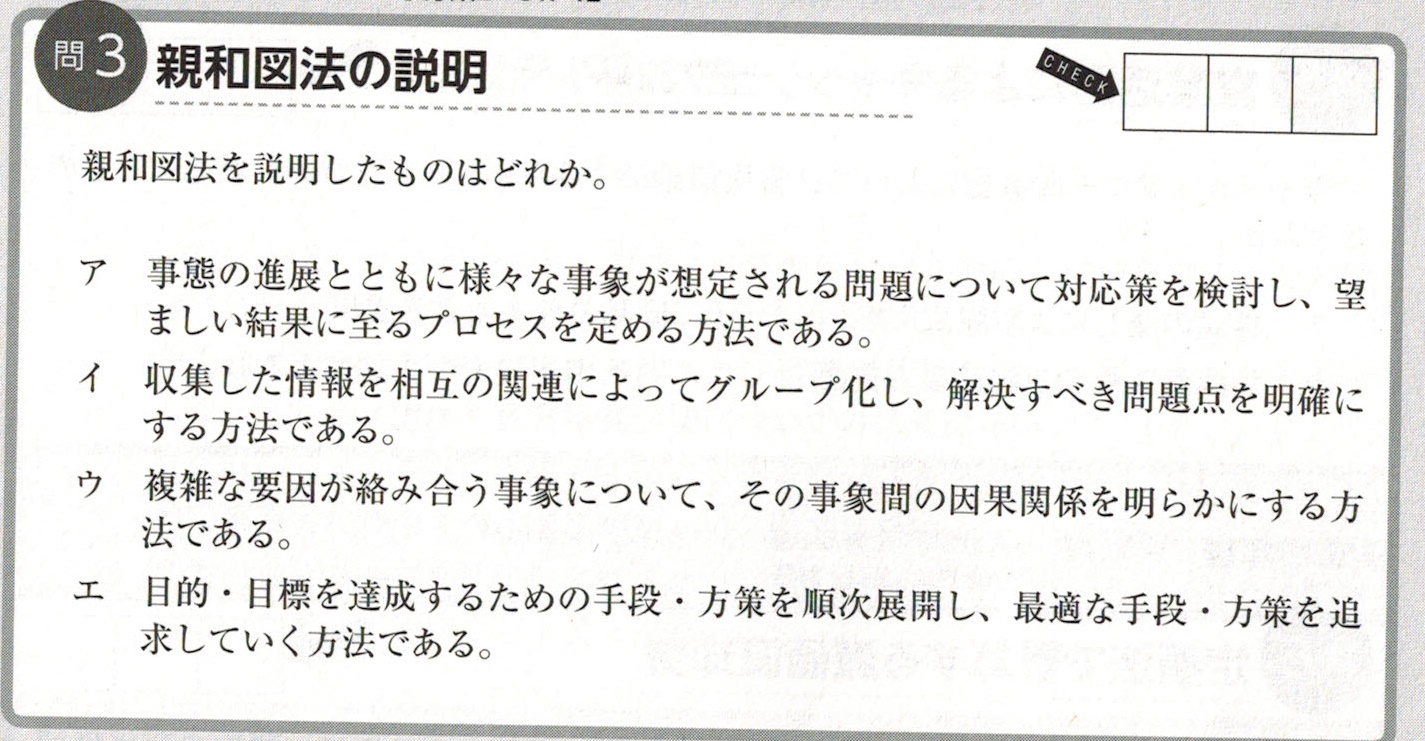 問3 親和図法の説明
CHECK
親和図法を説明したものはどれか。
ア 事態の進展とともに様々な事象が想定される問題について対応策を検討し、望
ましい結果に至るプロセスを定める方法である。
イ 収集した情報を相互の関連によってグループ化し、解決すべき問題点を明確に
する方法である。
ウ 複雑な要因が絡み合う事象について、その事象間の因果関係を明らかにする方
法である。
エ 目的・目標を達成するための手段・方策を順次展開し、最適な手段・方策を追
求していく方法である。